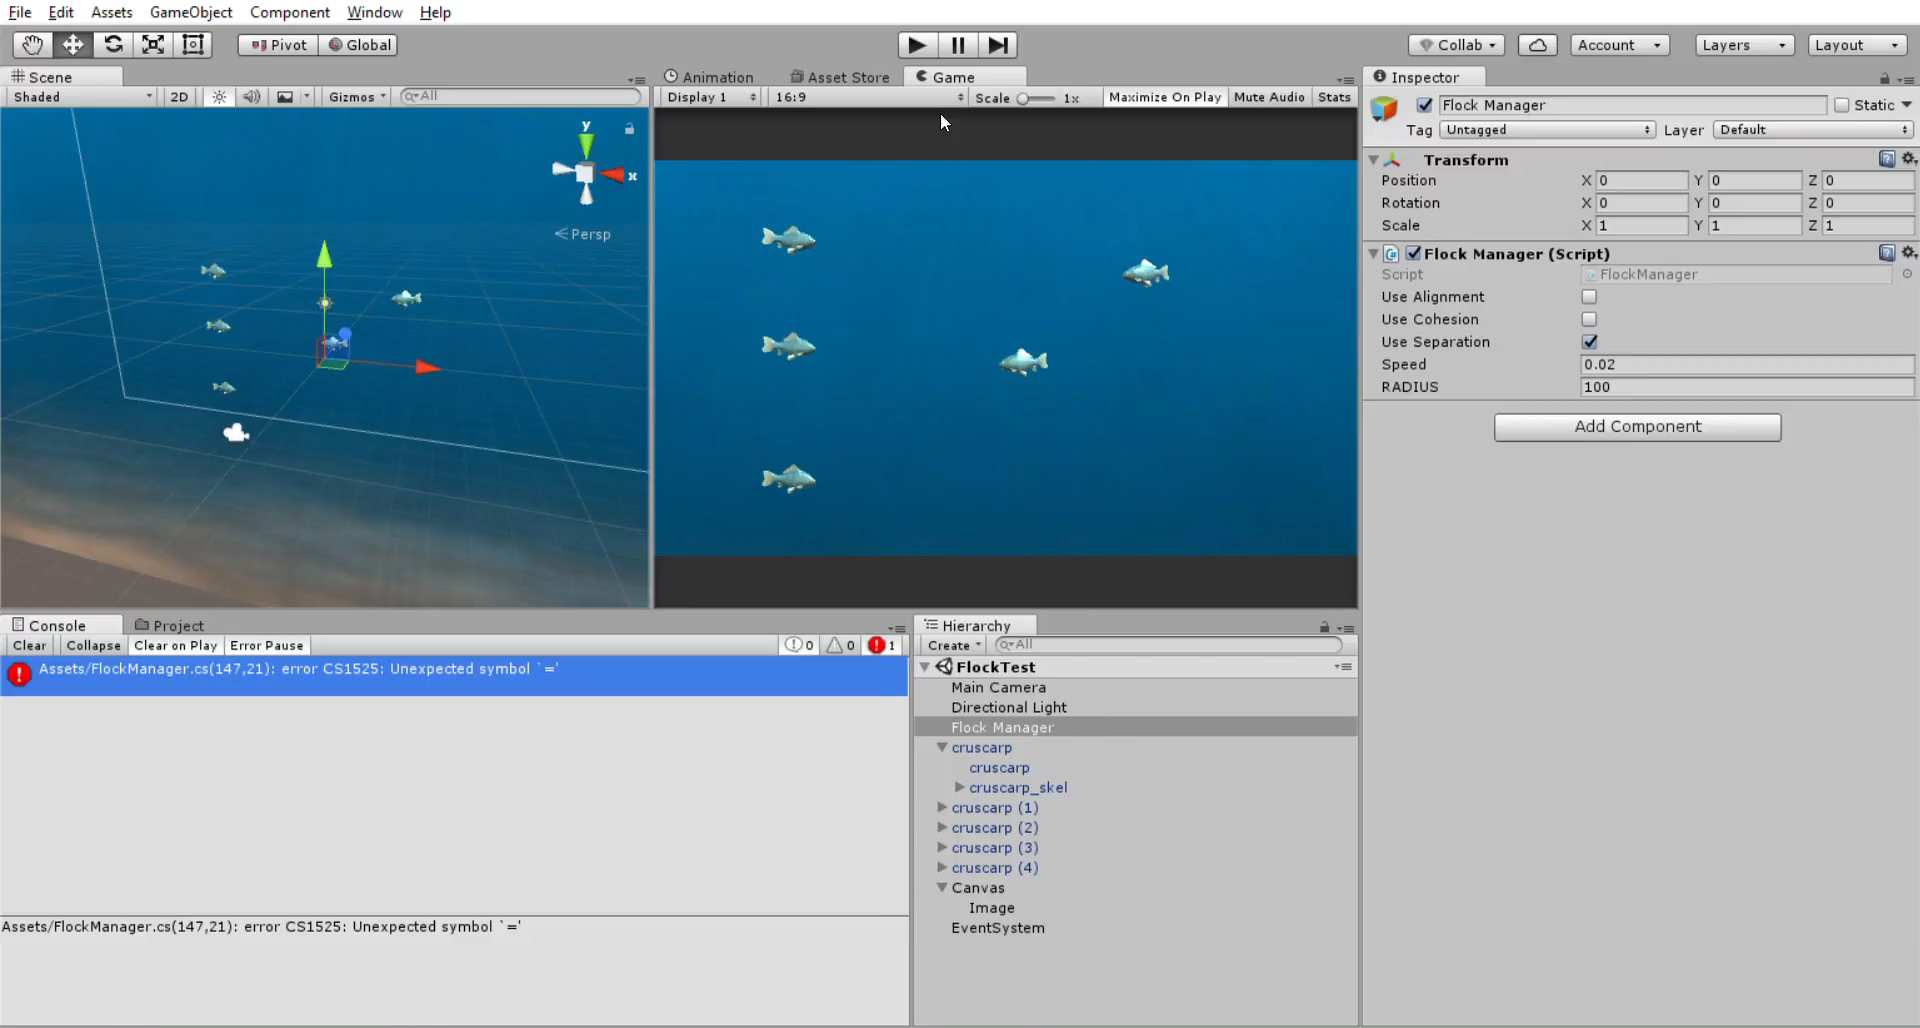 File Edit Assets GameObject Component Window Help
Pivot Global Collab Account Layers Layout
Scene
Shaded 2D Gizmos All
y
x
Persp
Animation Asset Store Game
Display 1 16:9 Scale 1x Maximize On Play Mute Audio Stats
Console Project
Clear Collapse Clear on Play Error Pause 0 0 1
Assets/FlockManager.cs(147,21): error CS1525: Unexpected symbol `='
Assets/FlockManager.cs(147,21): error CS1525: Unexpected symbol `='
Hierarchy
Create All
FlockTest
Main Camera
Directional Light
Flock Manager
cruscarp
cruscarp
cruscarp_skel
cruscarp (1)
cruscarp (2)
cruscarp (3)
cruscarp (4)
Canvas
Image
EventSystem
Inspector
Flock Manager Static
Tag Untagged Layer Default
Transform
Position X 0 Y 0 Z 0
Rotation X 0 Y 0 Z 0
Scale X 1 Y 1 Z 1
Flock Manager (Script)
Script FlockManager
Use Alignment
Use Cohesion
Use Separation
Speed 0.02
RADIUS 100
Add Component